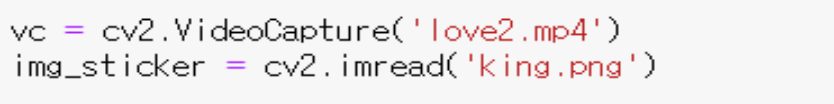 vc = cv2.VideoCapture('love2.mp4')
img_sticker = cv2.imread('king.png')